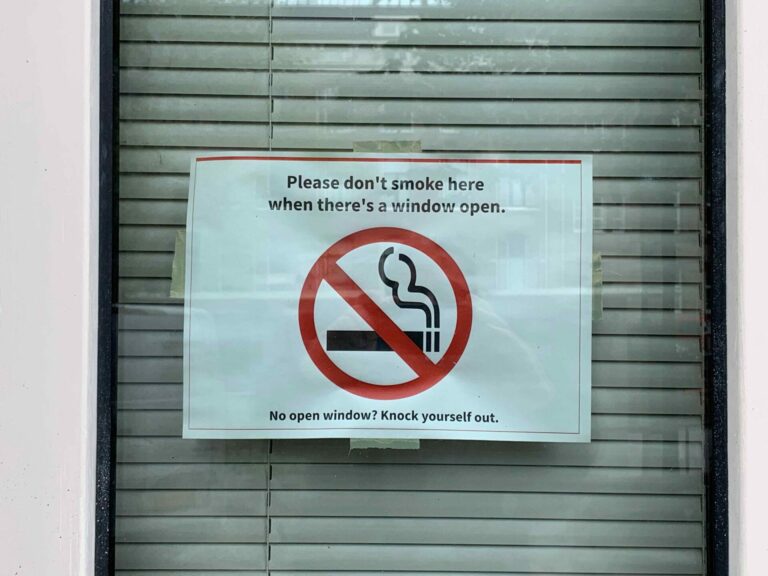 Please don't smoke here
when there's a window open.
No open window? Knock yourself out.